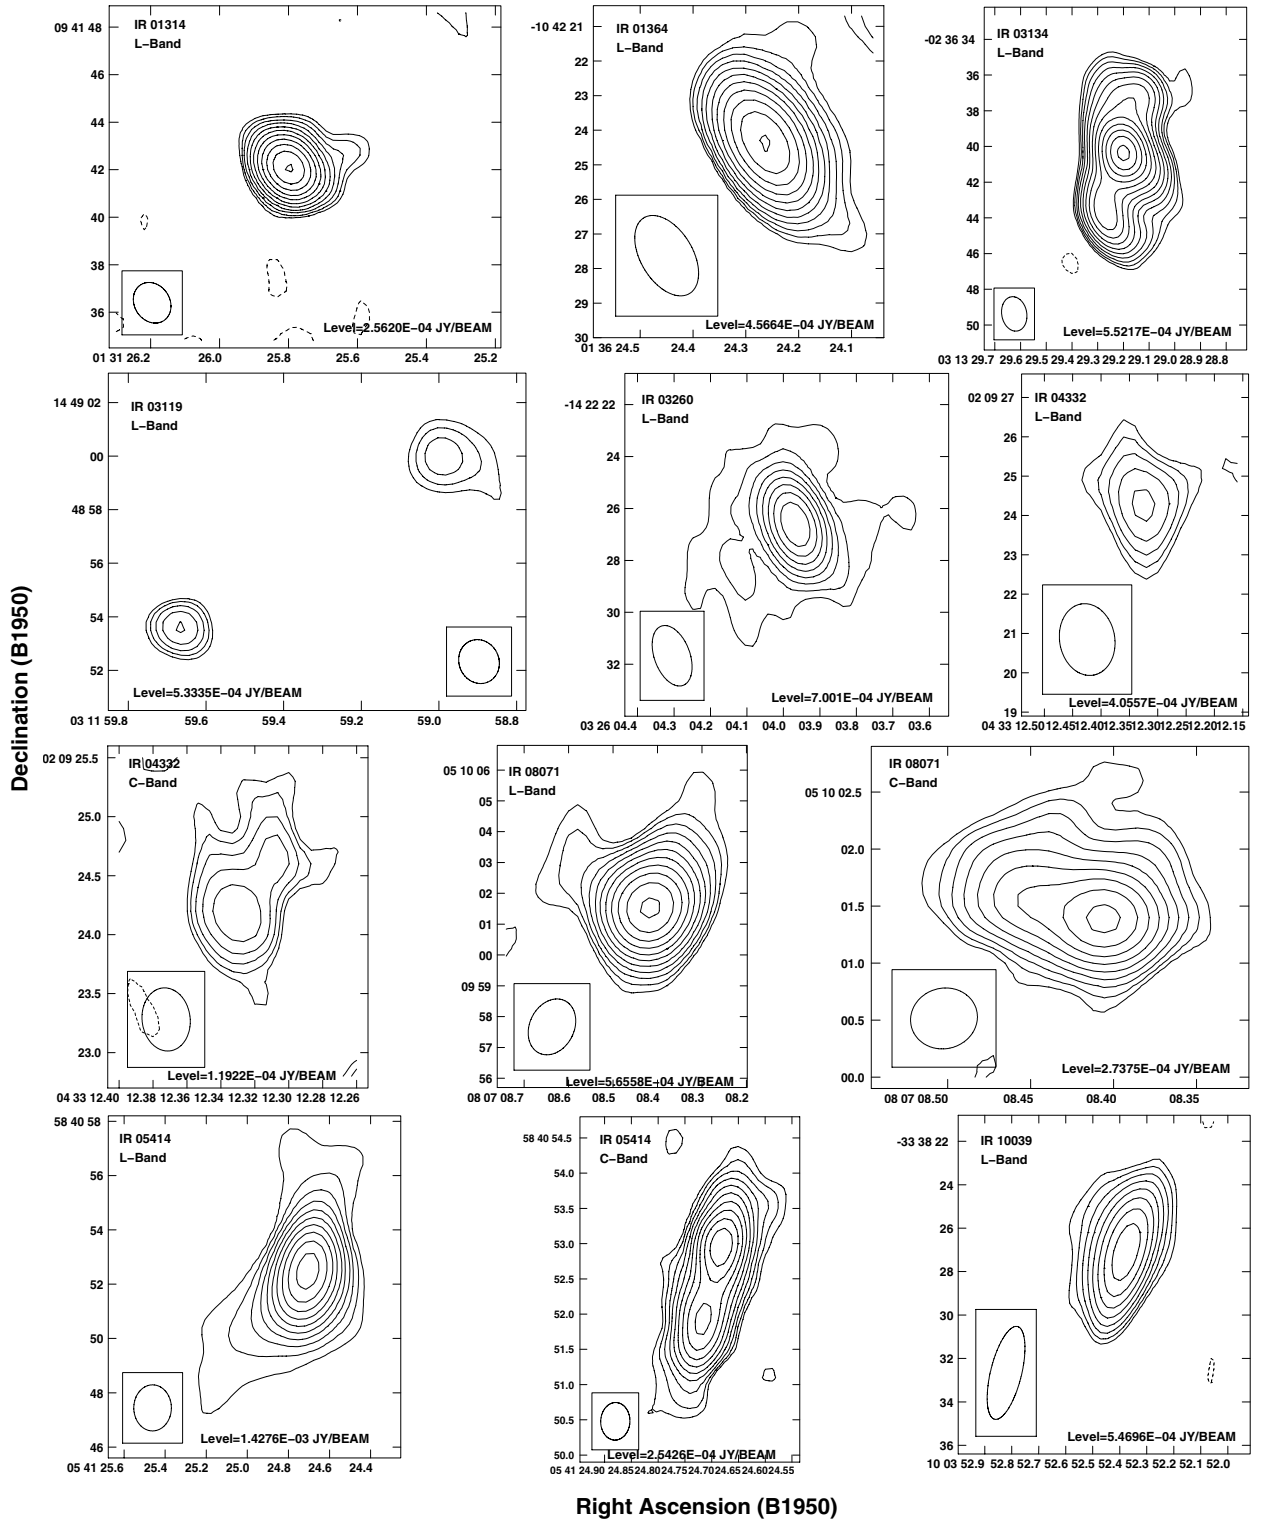 IR 01314
L−Band
09 41 48
46
44
42
40
38
36
Level=2.5620E−04 JY/BEAM
01 31 26.2 26.0 25.8 25.6 25.4 25.2
IR 01364
L−Band
-10 42 21
22
23
24
25
26
27
28
29
30
Level=4.5664E−04 JY/BEAM
01 36 24.5 24.4 24.3 24.2 24.1
IR 03134
L−Band
-02 36 34
36
38
40
42
44
46
48
50
Level=5.5217E−04 JY/BEAM
03 13 29.7 29.6 29.5 29.4 29.3 29.2 29.1 29.0 28.9 28.8
IR 03119
L−Band
14 49 02
00
48 58
56
54
52
Level=5.3335E−04 JY/BEAM
03 11 59.8 59.6 59.4 59.2 59.0 58.8
IR 03260
L−Band
-14 22 22
24
26
28
30
32
Level=7.001E−04 JY/BEAM
03 26 04.4 04.3 04.2 04.1 04.0 03.9 03.8 03.7 03.6
IR 04332
L−Band
02 09 27
26
25
24
23
22
21
20
19
Level=4.0557E−04 JY/BEAM
04 33 12.50 12.45 12.40 12.35 12.30 12.25 12.20 12.15
IR 04332
C−Band
02 09 25.5
25.0
24.5
24.0
23.5
23.0
Level=1.1922E−04 JY/BEAM
04 33 12.40 12.38 12.36 12.34 12.32 12.30 12.28 12.26
IR 08071
L−Band
05 10 06
05
04
03
02
01
00
09 59
58
57
56
Level=5.6558E−04 JY/BEAM
08 07 08.7 08.6 08.5 08.4 08.3 08.2
IR 08071
C−Band
05 10 02.5
02.0
01.5
01.0
00.5
00.0
Level=2.7375E−04 JY/BEAM
08 07 08.50 08.45 08.40 08.35
IR 05414
L−Band
58 40 58
56
54
52
50
48
46
Level=1.4276E−03 JY/BEAM
05 41 25.6 25.4 25.2 25.0 24.8 24.6 24.4
IR 05414
C−Band
58 40 54.5
54.0
53.5
53.0
52.5
52.0
51.5
51.0
50.5
50.0
Level=2.5426E−04 JY/BEAM
05 41 24.90 24.85 24.80 24.75 24.70 24.65 24.60 24.55
IR 10039
L−Band
-33 38 22
24
26
28
30
32
34
36
Level=5.4696E−04 JY/BEAM
10 03 52.9 52.8 52.7 52.6 52.5 52.4 52.3 52.2 52.1 52.0
Declination (B1950)
Right Ascension (B1950)